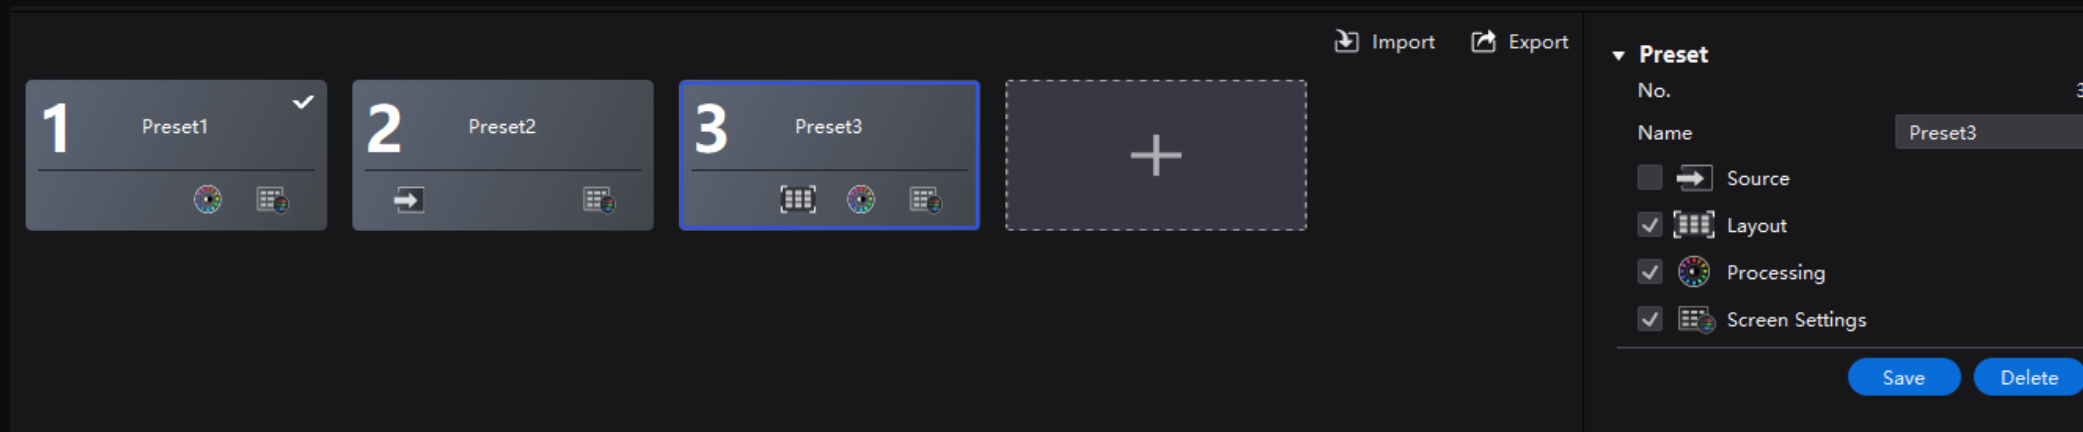 Import Export
1 Preset1
2 Preset2
3 Preset3
Preset
No. 3
Name Preset3
Source
Layout
Processing
Screen Settings
Save Delete